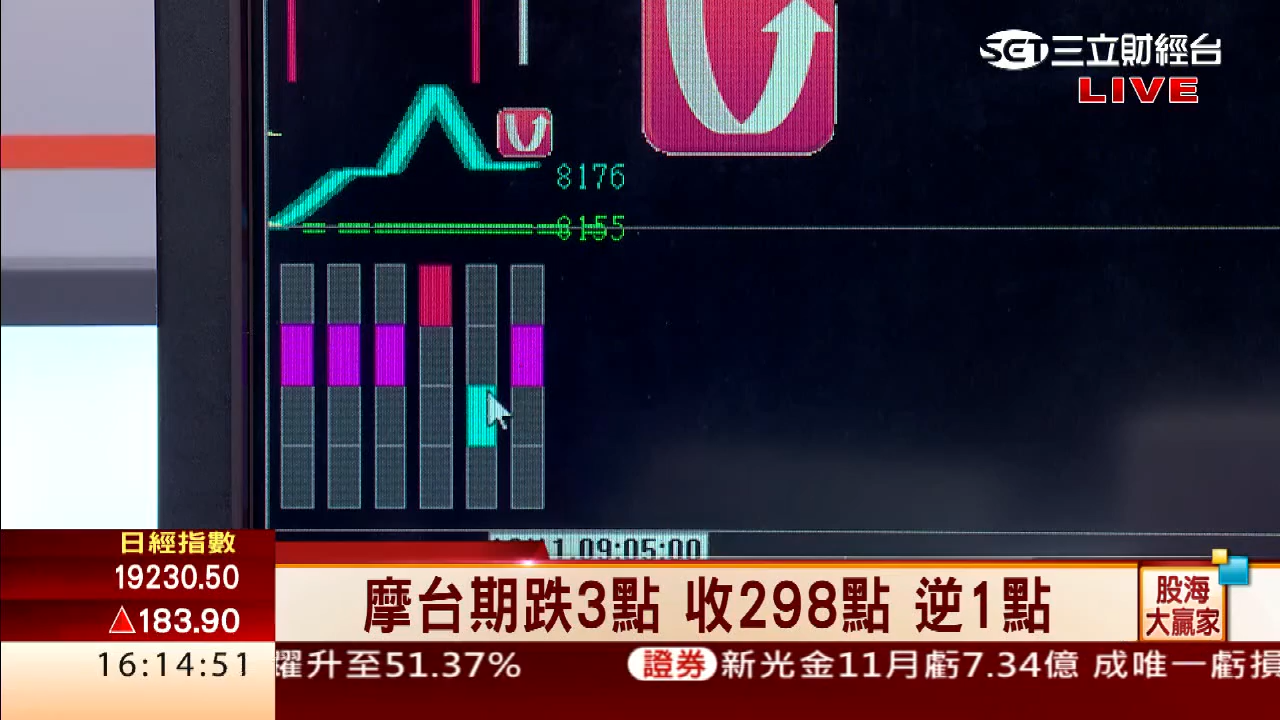 SET三立財經台
LIVE
8176
8155
1.09:05:00
日經指數
19230.50
▲183.90
16:14:51
摩台期跌3點 收298點 逆1點
股海
大贏家
躍升至51.37% 證券 新光金11月虧7.34億 成唯一虧損